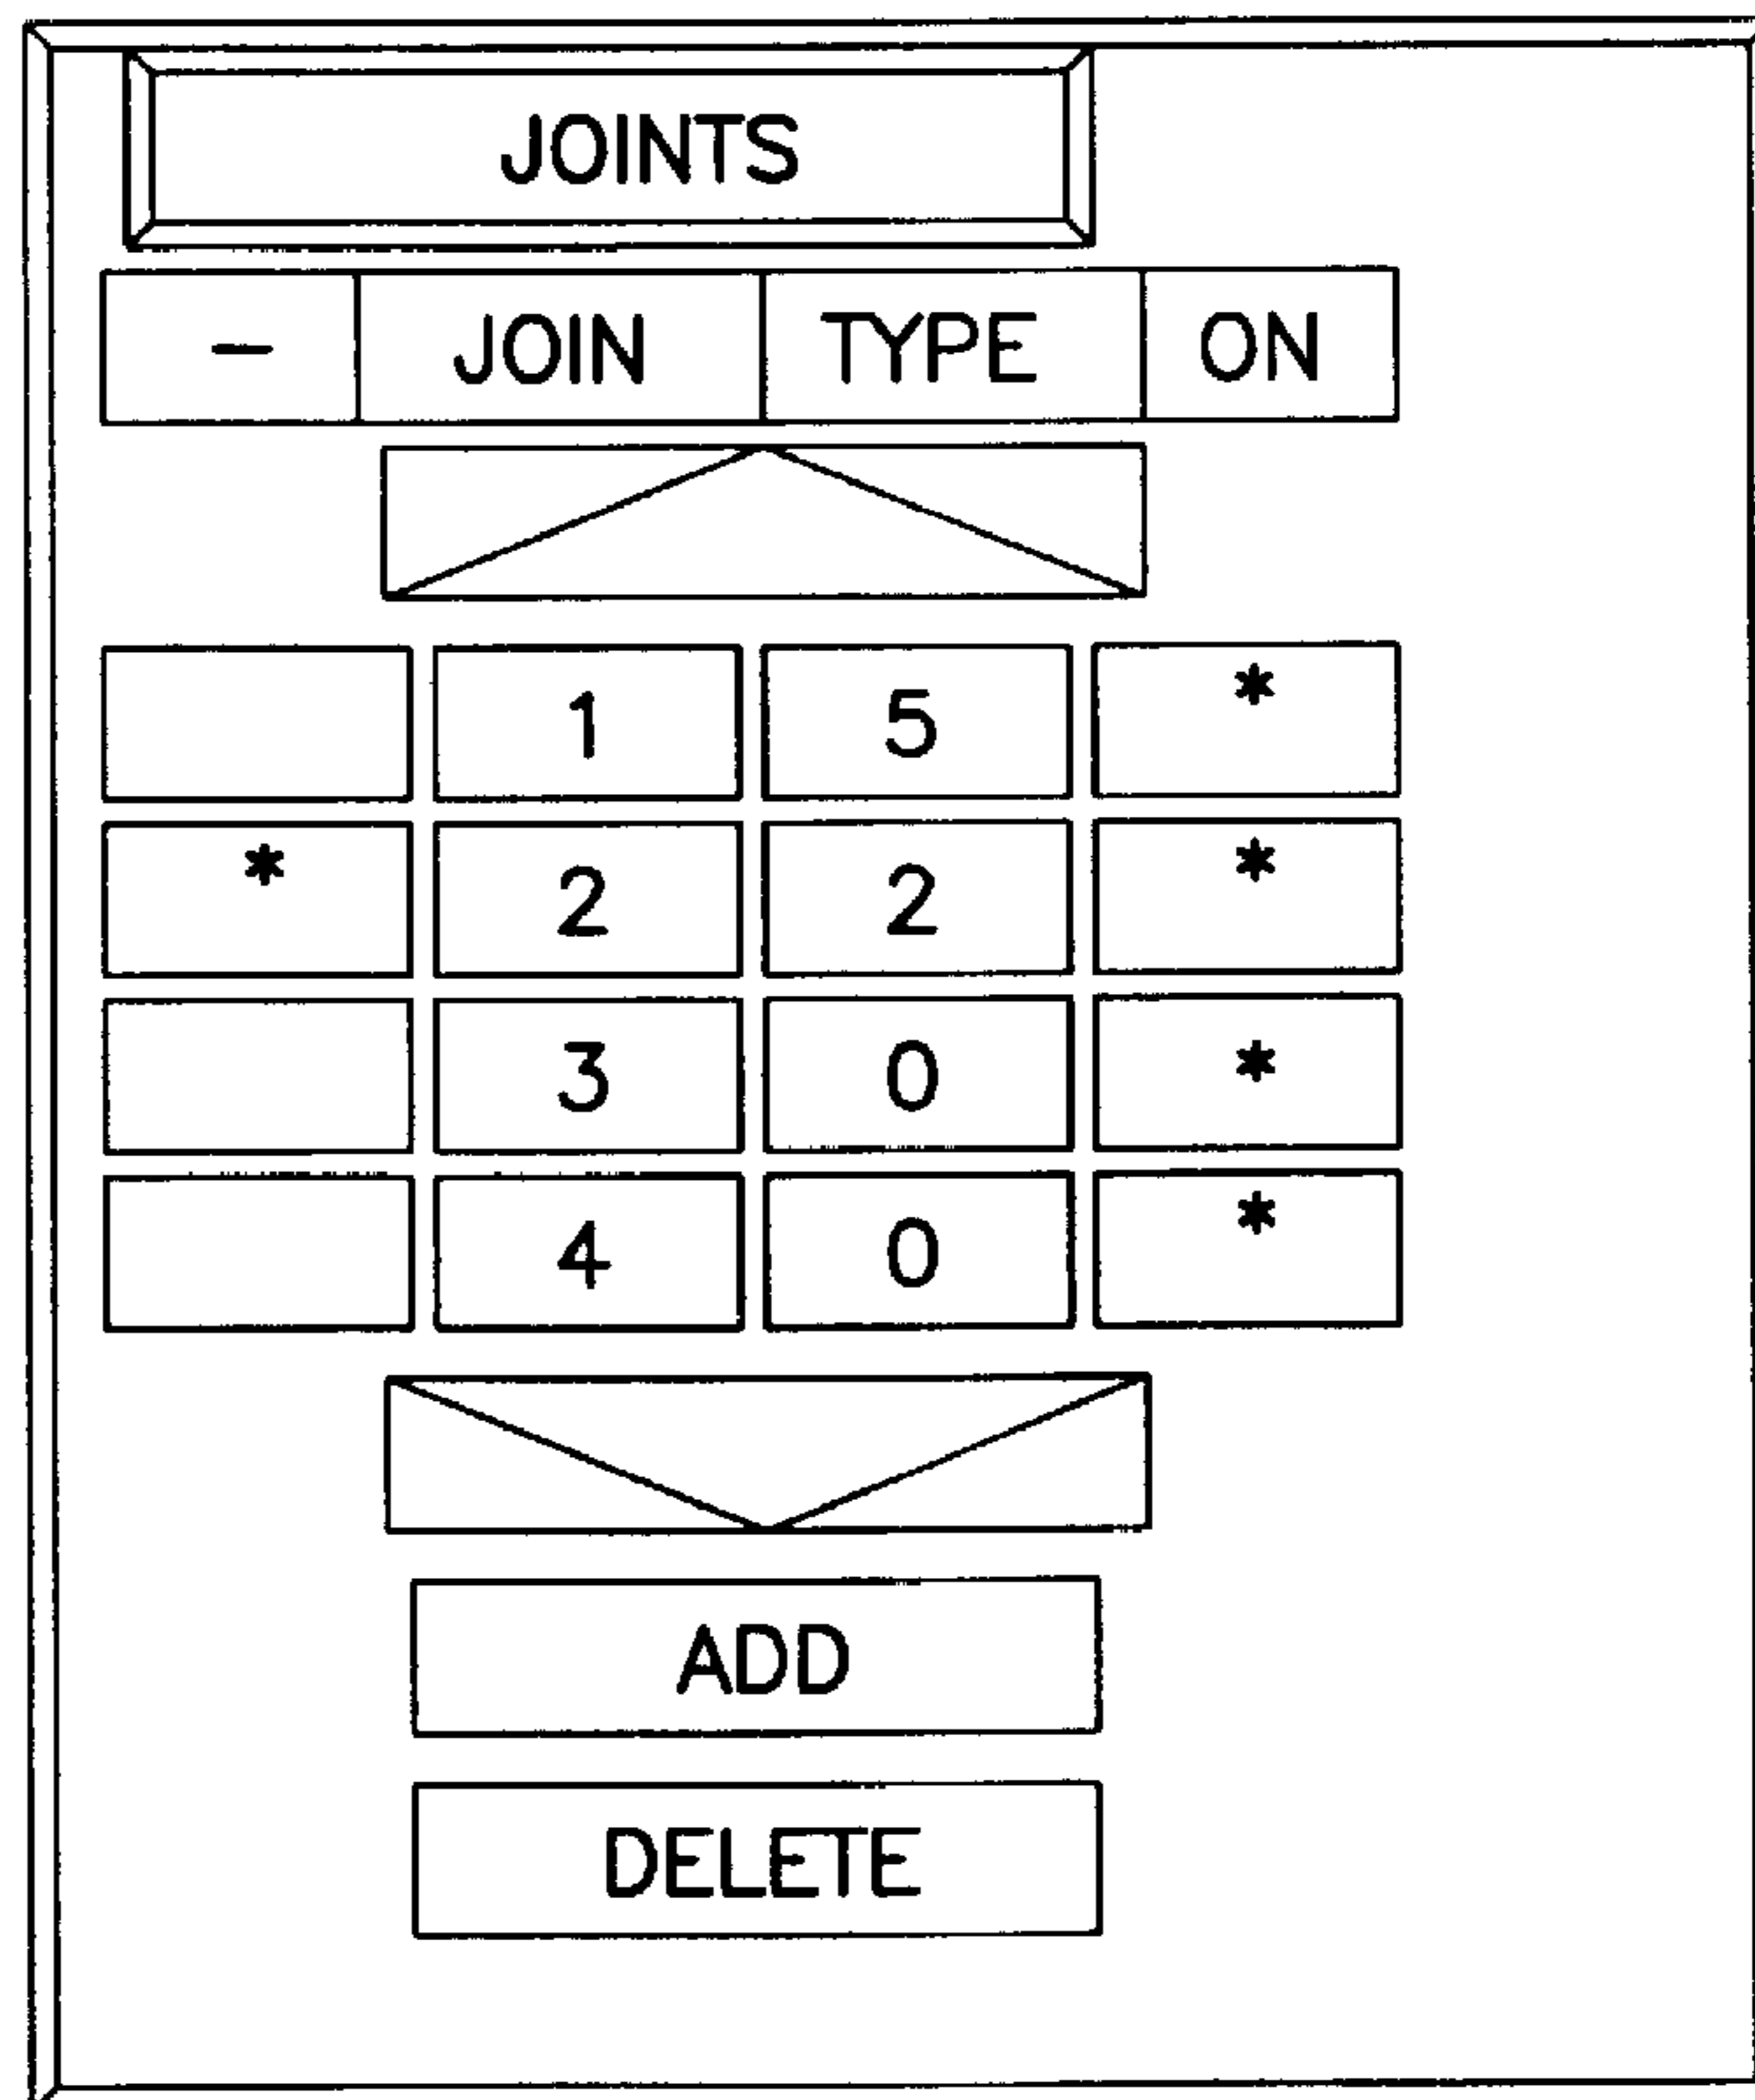 JOINTS
– JOIN TYPE ON
1 5 *
* 2 2 *
3 0 *
4 0 *
ADD
DELETE